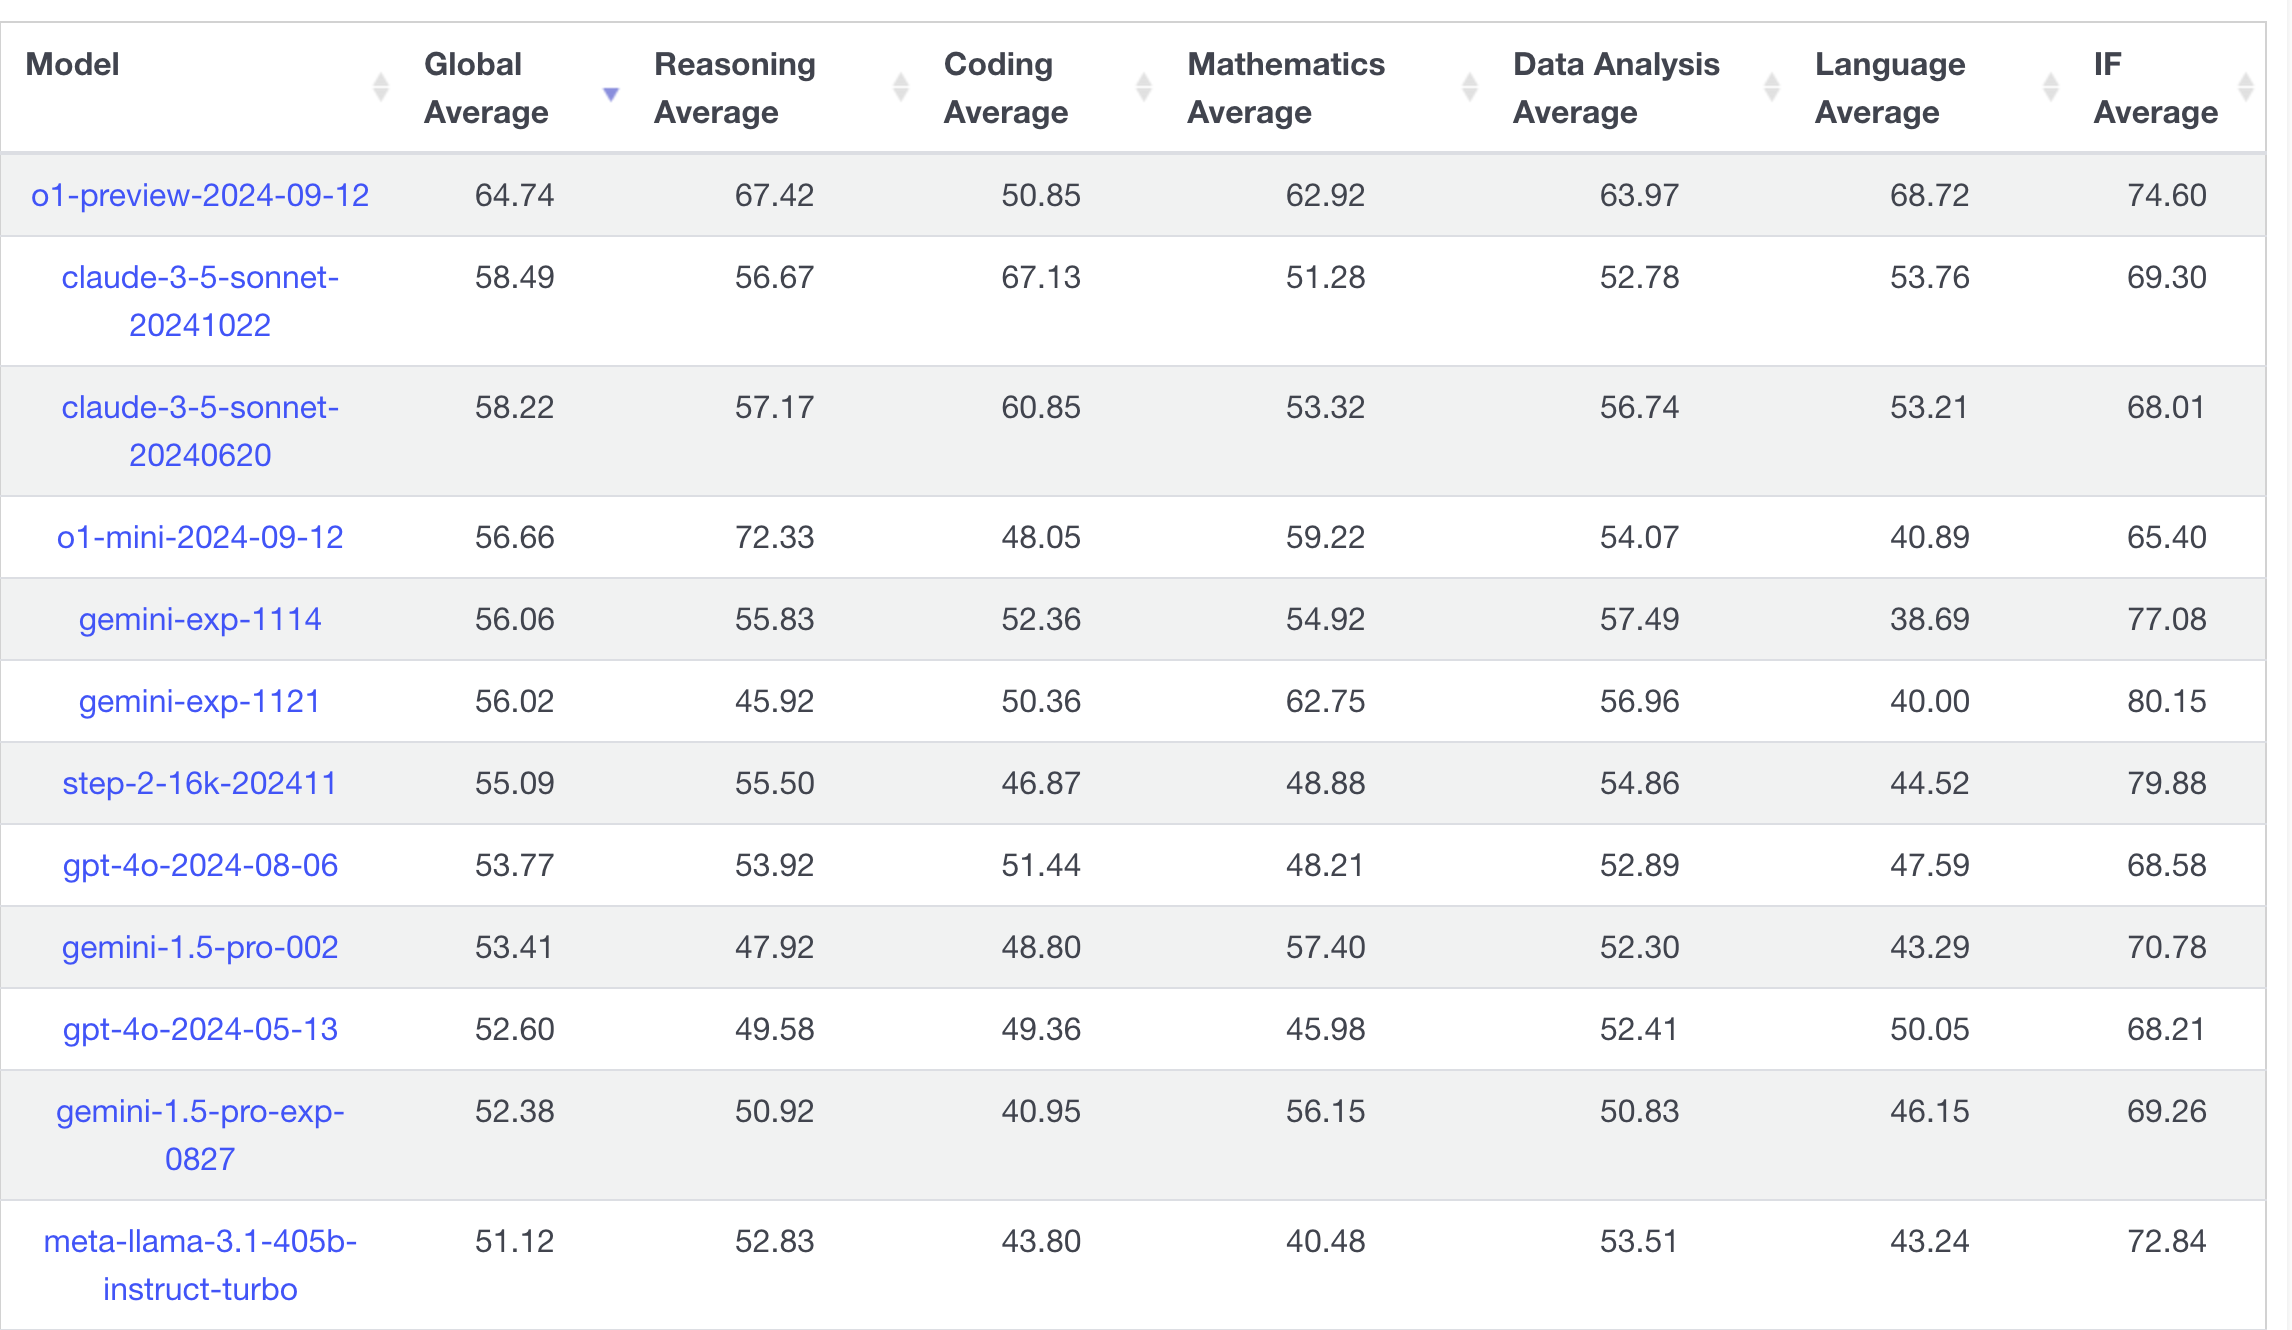 Model Global Average Reasoning Average Coding Average Mathematics Average Data Analysis Average Language Average IF Average
o1-preview-2024-09-12 64.74 67.42 50.85 62.92 63.97 68.72 74.60
claude-3-5-sonnet- 58.49 56.67 67.13 51.28 52.78 53.76 69.30
20241022
claude-3-5-sonnet- 58.22 57.17 60.85 53.32 56.74 53.21 68.01
20240620
o1-mini-2024-09-12 56.66 72.33 48.05 59.22 54.07 40.89 65.40
gemini-exp-1114 56.06 55.83 52.36 54.92 57.49 38.69 77.08
gemini-exp-1121 56.02 45.92 50.36 62.75 56.96 40.00 80.15
step-2-16k-202411 55.09 55.50 46.87 48.88 54.86 44.52 79.88
gpt-4o-2024-08-06 53.77 53.92 51.44 48.21 52.89 47.59 68.58
gemini-1.5-pro-002 53.41 47.92 48.80 57.40 52.30 43.29 70.78
gpt-4o-2024-05-13 52.60 49.58 49.36 45.98 52.41 50.05 68.21
gemini-1.5-pro-exp- 52.38 50.92 40.95 56.15 50.83 46.15 69.26
0827
meta-llama-3.1-405b- 51.12 52.83 43.80 40.48 53.51 43.24 72.84
instruct-turbo